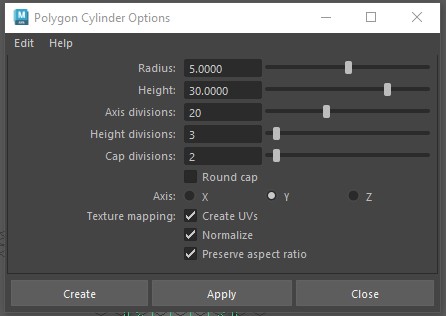 Polygon Cylinder Options
Edit Help
Radius: 5.0000
Height: 30.0000
Axis divisions: 20
Height divisions: 3
Cap divisions: 2
Round cap
Axis: X Y Z
Texture mapping: Create UVs
Normalize
Preserve aspect ratio
Create Apply Close